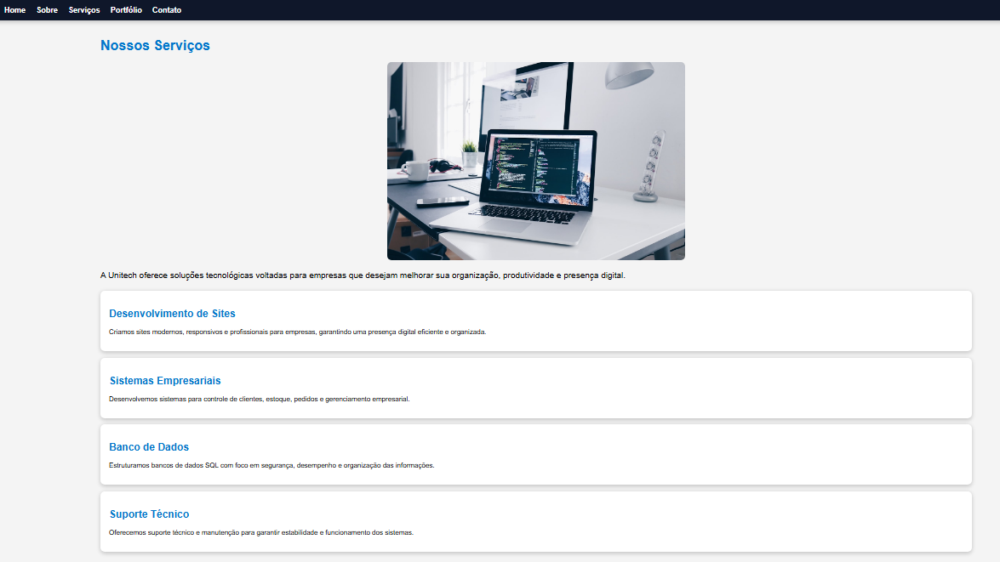 Home Sobre Serviços Portfólio Contato
Nossos Serviços
A Unitech oferece soluções tecnológicas voltadas para empresas que desejam melhorar sua organização, produtividade e presença digital.
Desenvolvimento de Sites
Criamos sites modernos, responsivos e profissionais para empresas, garantindo uma presença digital eficiente e organizada.
Sistemas Empresariais
Desenvolvemos sistemas para controle de clientes, estoque, pedidos e gerenciamento empresarial.
Banco de Dados
Estruturamos bancos de dados SQL com foco em segurança, desempenho e organização das informações.
Suporte Técnico
Oferecemos suporte técnico e manutenção para garantir estabilidade e funcionamento dos sistemas.